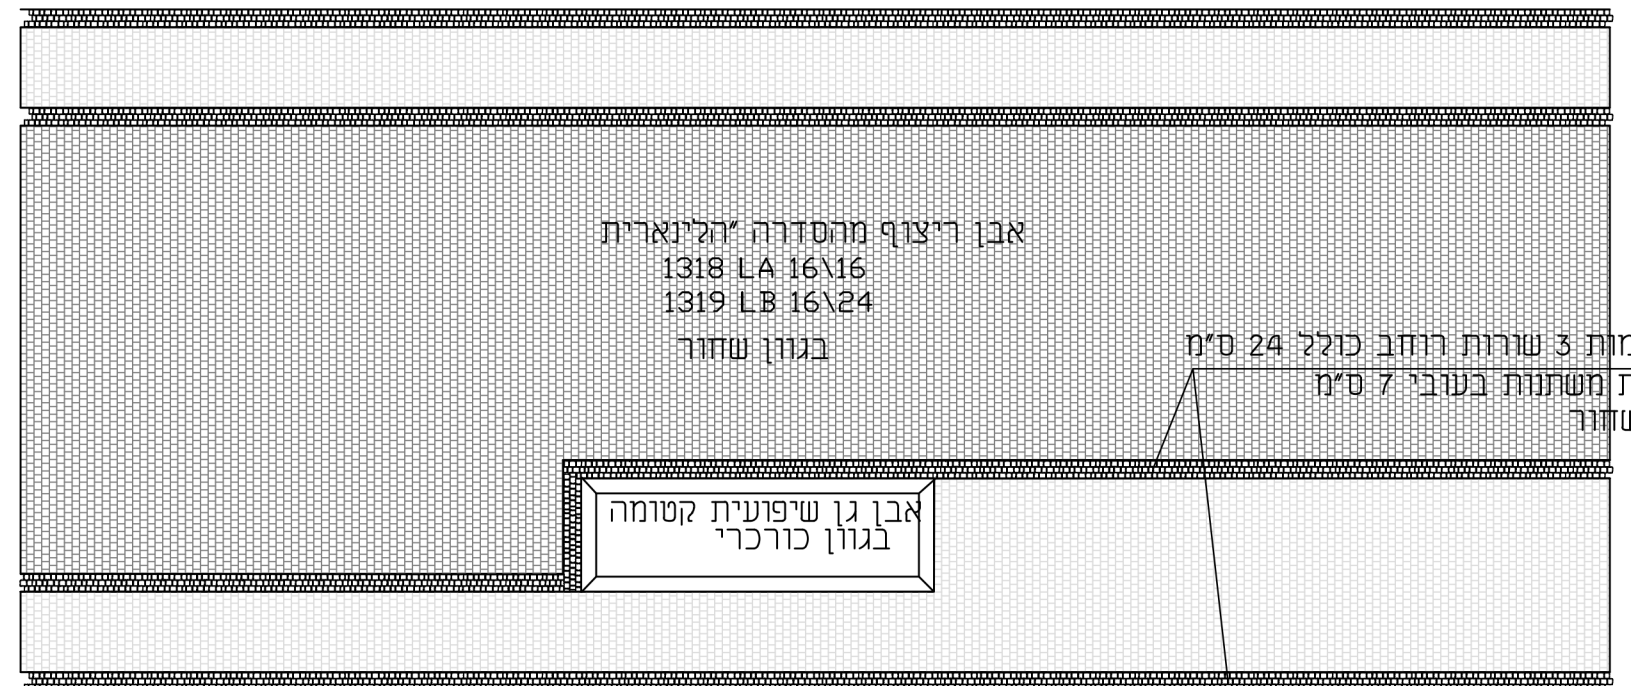 אבן ריצוף מהסדרה "הלינארית
1318 LA 16\16
1319 LB 16\24
בגוון שחור
3 שורות רוחב כולל 24 ס"מ
משתנות בעובי 7 ס"מ
שחור
אבן גן שיפועית קטומה
בגוון כורכרי